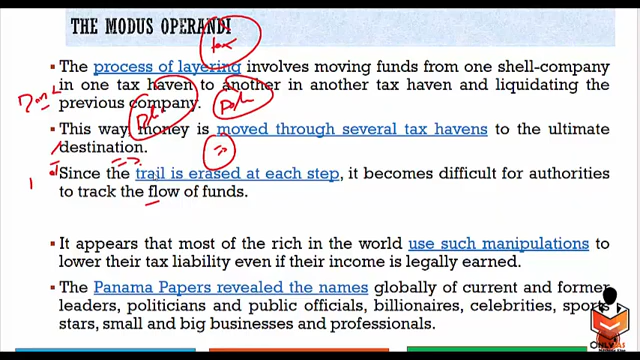 THE MODUS OPERANDI
tax
▪ The process of layering involves moving funds from one shell-company
in one tax haven to another in another tax haven and liquidating the
previous company.
▪ This way money is moved through several tax havens to the ultimate
destination.
▪ Since the trail is erased at each step, it becomes difficult for authorities
to track the flow of funds.
▪ It appears that most of the rich in the world use such manipulations to
lower their tax liability even if their income is legally earned.
▪ The Panama Papers revealed the names globally of current and former
leaders, politicians and public officials, billionaires, celebrities, sports
stars, small and big businesses and professionals.